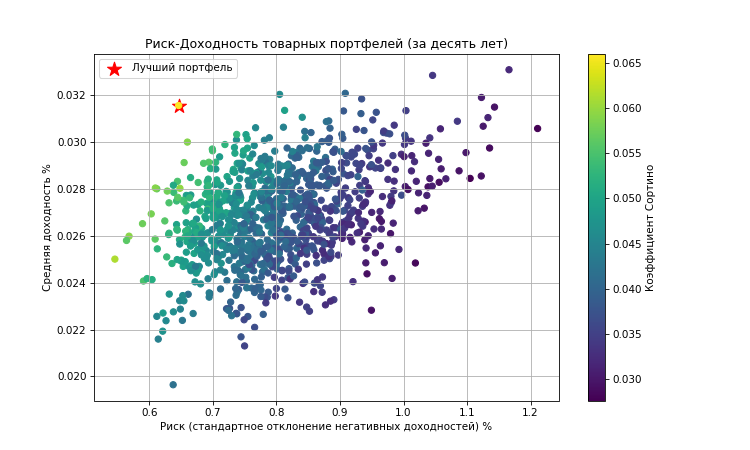 Риск-Доходность товарных портфелей (за десять лет)
Лучший портфель
Средняя доходность %
0.032
0.030
0.028
0.026
0.024
0.022
0.020
0.6 0.7 0.8 0.9 1.0 1.1 1.2
Риск (стандартное отклонение негативных доходностей) %
0.065
0.060
0.055
0.050
0.045
0.040
0.035
0.030
Коэффициент Сортино